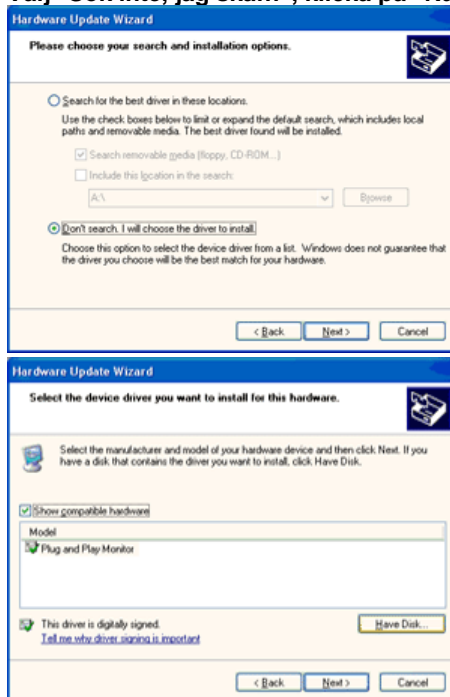 Hardware Update Wizard
Please choose your search and installation options.
Search for the best driver in these locations.
Use the check boxes below to limit or expand the default search, which includes local
paths and removable media. The best driver found will be installed.
Search removable media (floppy, CD-ROM...)
Include this location in the search:
A:\
Browse
Don't search. I will choose the driver to install.
Choose this option to select the device driver from a list. Windows does not guarantee that
the driver you choose will be the best match for your hardware.
< Back Next > Cancel
Hardware Update Wizard
Select the device driver you want to install for this hardware.
Select the manufacturer and model of your hardware device and then click Next. If you
have a disk that contains the driver you want to install, click Have Disk.
Show compatible hardware
Model
Plug and Play Monitor
This driver is digitally signed.
Have Disk...
Tell me why driver signing is important
< Back Next > Cancel